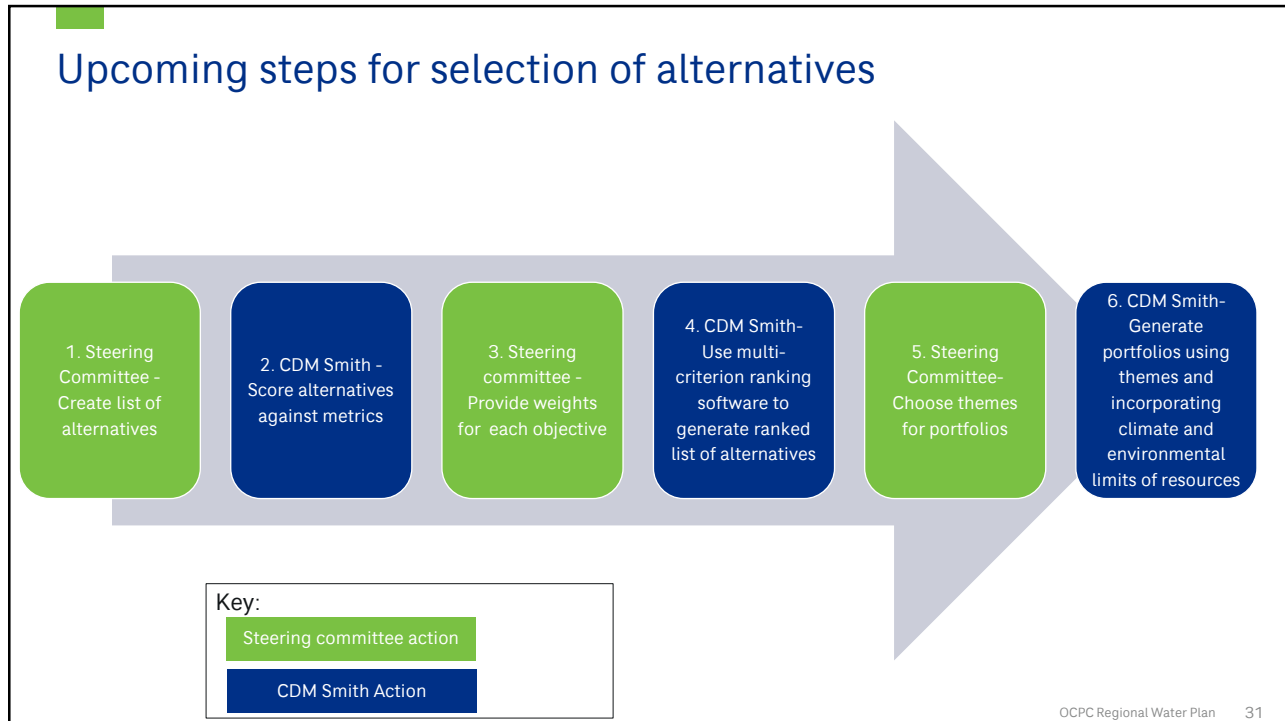 Upcoming steps for selection of alternatives
1. Steering
Committee -
Create list of
alternatives
2. CDM Smith -
Score alternatives
against metrics
3. Steering
committee -
Provide weights
for each objective
4. CDM Smith-
Use multi-
criterion ranking
software to
generate ranked
list of alternatives
5. Steering
Committee-
Choose themes
for portfolios
6. CDM Smith-
Generate
portfolios using
themes and
incorporating
climate and
environmental
limits of resources
Key:
Steering committee action
CDM Smith Action
OCPC Regional Water Plan 31